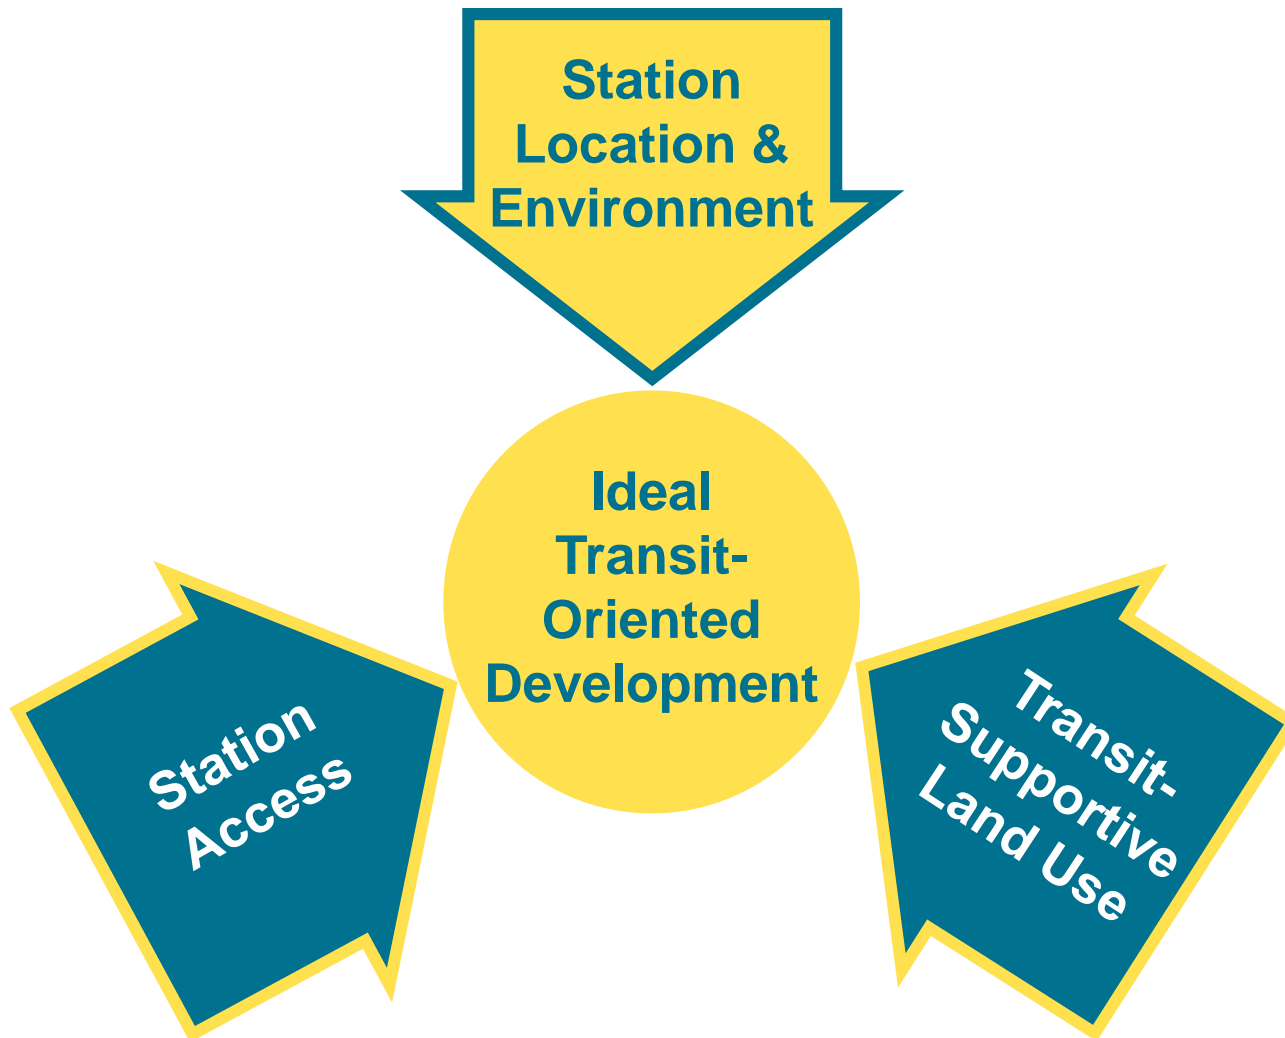 Station
Location &
Environment
Ideal
Transit-
Oriented
Development
Station
Access
Transit-
Supportive
Land Use